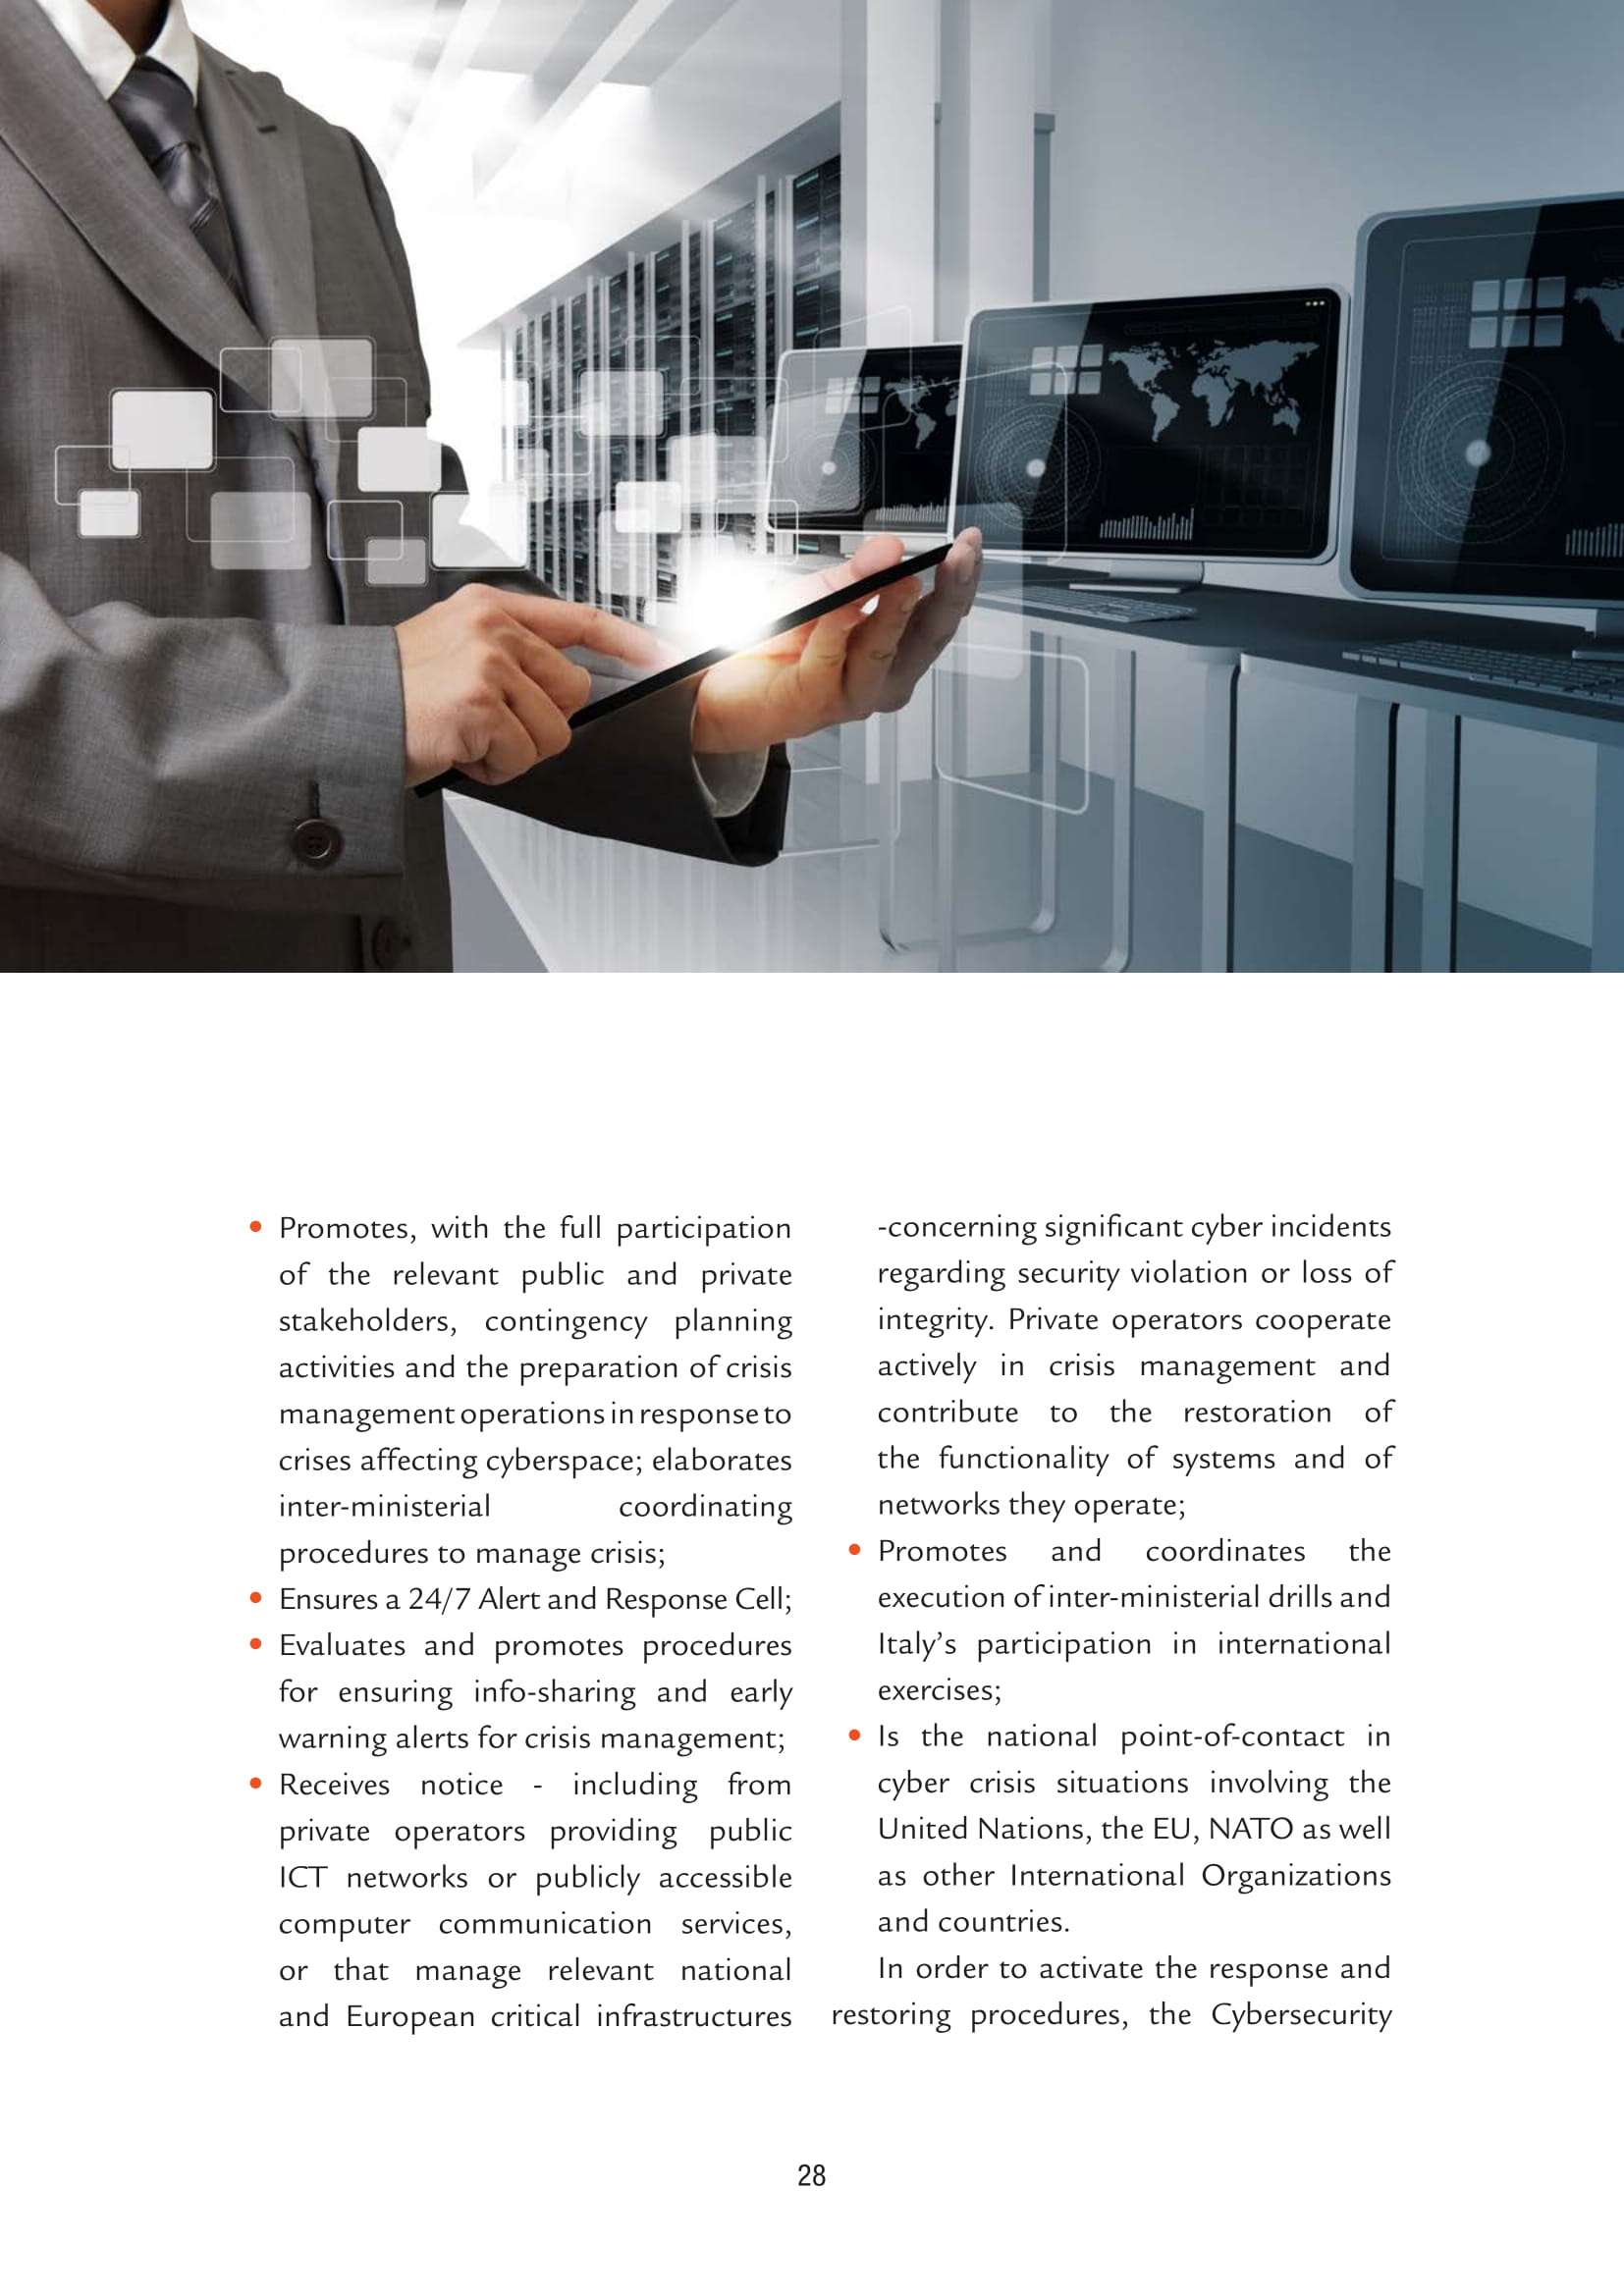 • Promotes, with the full participation
of the relevant public and private
stakeholders, contingency planning
activities and the preparation of crisis
management operations in response to
crises affecting cyberspace; elaborates
inter-ministerial coordinating
procedures to manage crisis;
• Ensures a 24/7 Alert and Response Cell;
• Evaluates and promotes procedures
for ensuring info-sharing and early
warning alerts for crisis management;
• Receives notice - including from
private operators providing public
ICT networks or publicly accessible
computer communication services,
or that manage relevant national
and European critical infrastructures
-concerning significant cyber incidents
regarding security violation or loss of
integrity. Private operators cooperate
actively in crisis management and
contribute to the restoration of
the functionality of systems and of
networks they operate;
• Promotes and coordinates the
execution of inter-ministerial drills and
Italy’s participation in international
exercises;
• Is the national point-of-contact in
cyber crisis situations involving the
United Nations, the EU, NATO as well
as other International Organizations
and countries.
In order to activate the response and
restoring procedures, the Cybersecurity
28